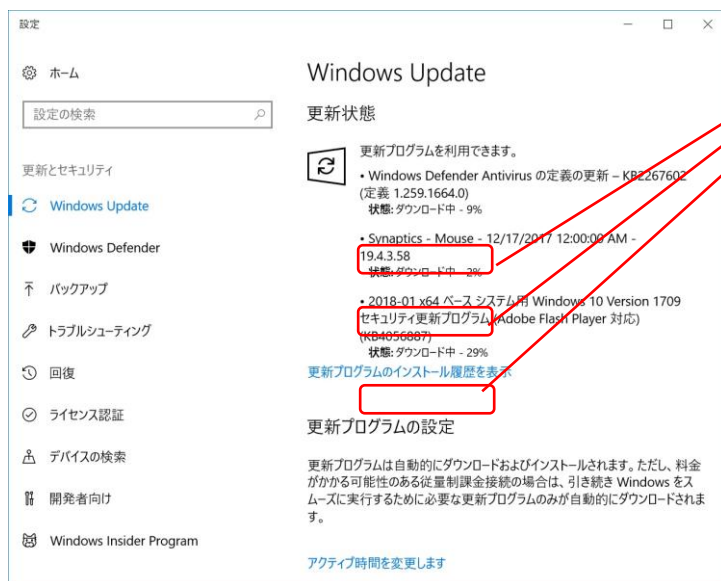 設定
ホーム
設定の検索
更新とセキュリティ
Windows Update
Windows Defender
バックアップ
トラブルシューティング
回復
ライセンス認証
デバイスの検索
開発者向け
Windows Insider Program
Windows Update
更新状態
更新プログラムを利用できます。
• Windows Defender Antivirus の定義の更新 – KB2267602
(定義 1.259.1664.0)
状態: ダウンロード中 - 9%
• Synaptics - Mouse - 12/17/2017 12:00:00 AM -
19.4.3.58
状態: ダウンロード中 - 2%
• 2018-01 x64 ベース システム用 Windows 10 Version 1709
セキュリティ更新プログラム (Adobe Flash Player 対応)
(KB4056887)
状態: ダウンロード中 - 29%
更新プログラムのインストール履歴を表示
更新プログラムの設定
更新プログラムは自動的にダウンロードおよびインストールされます。ただし、料金
がかかる可能性のある従量制課金接続の場合は、引き続き Windows をス
ムーズに実行するために必要な更新プログラムのみが自動的にダウンロードされま
す。
アクティブ時間を変更します